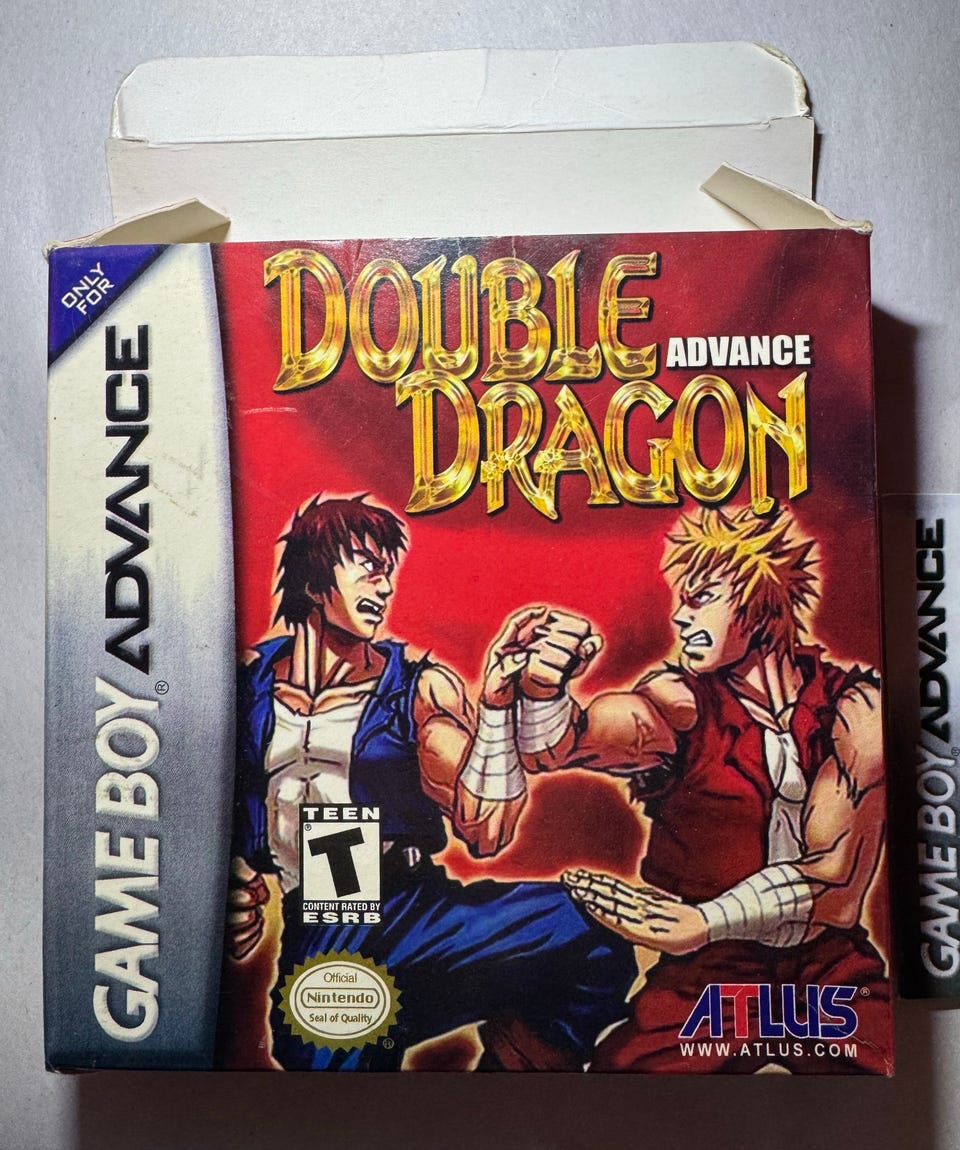 ONLY
FOR
GAME BOY ADVANCE®
DOUBLE
DRAGON
ADVANCE
TEEN
®
T
CONTENT RATED BY
ESRB
Official
Nintendo
Seal of Quality
®
ATLUS®
WWW.ATLUS.COM
GAME BOY ADVANCE®